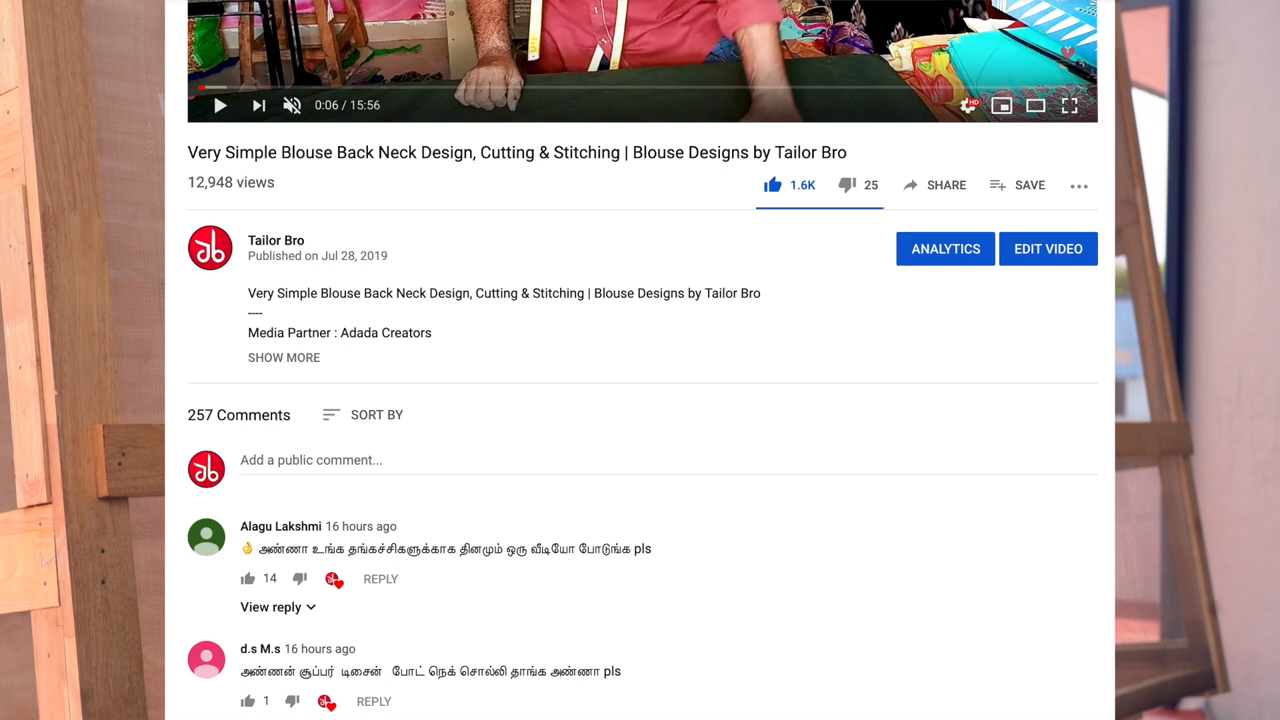 0:06 / 15:56
HD
Very Simple Blouse Back Neck Design, Cutting & Stitching | Blouse Designs by Tailor Bro
12,948 views
1.6K 25 SHARE SAVE
Tailor Bro
Published on Jul 28, 2019
ANALYTICS EDIT VIDEO
Very Simple Blouse Back Neck Design, Cutting & Stitching | Blouse Designs by Tailor Bro
----
Media Partner : Adada Creators
SHOW MORE
257 Comments SORT BY
Add a public comment...
Alagu Lakshmi 16 hours ago
👌 அண்ணா உங்க தங்கச்சிகளுக்காக தினமும் ஒரு வீடியோ போடுங்க pls
14 REPLY
View reply
d.s M.s 16 hours ago
அண்ணன் சூப்பர் டிசைன் போட் நெக் சொல்லி தாங்க அண்ணா pls
1 REPLY